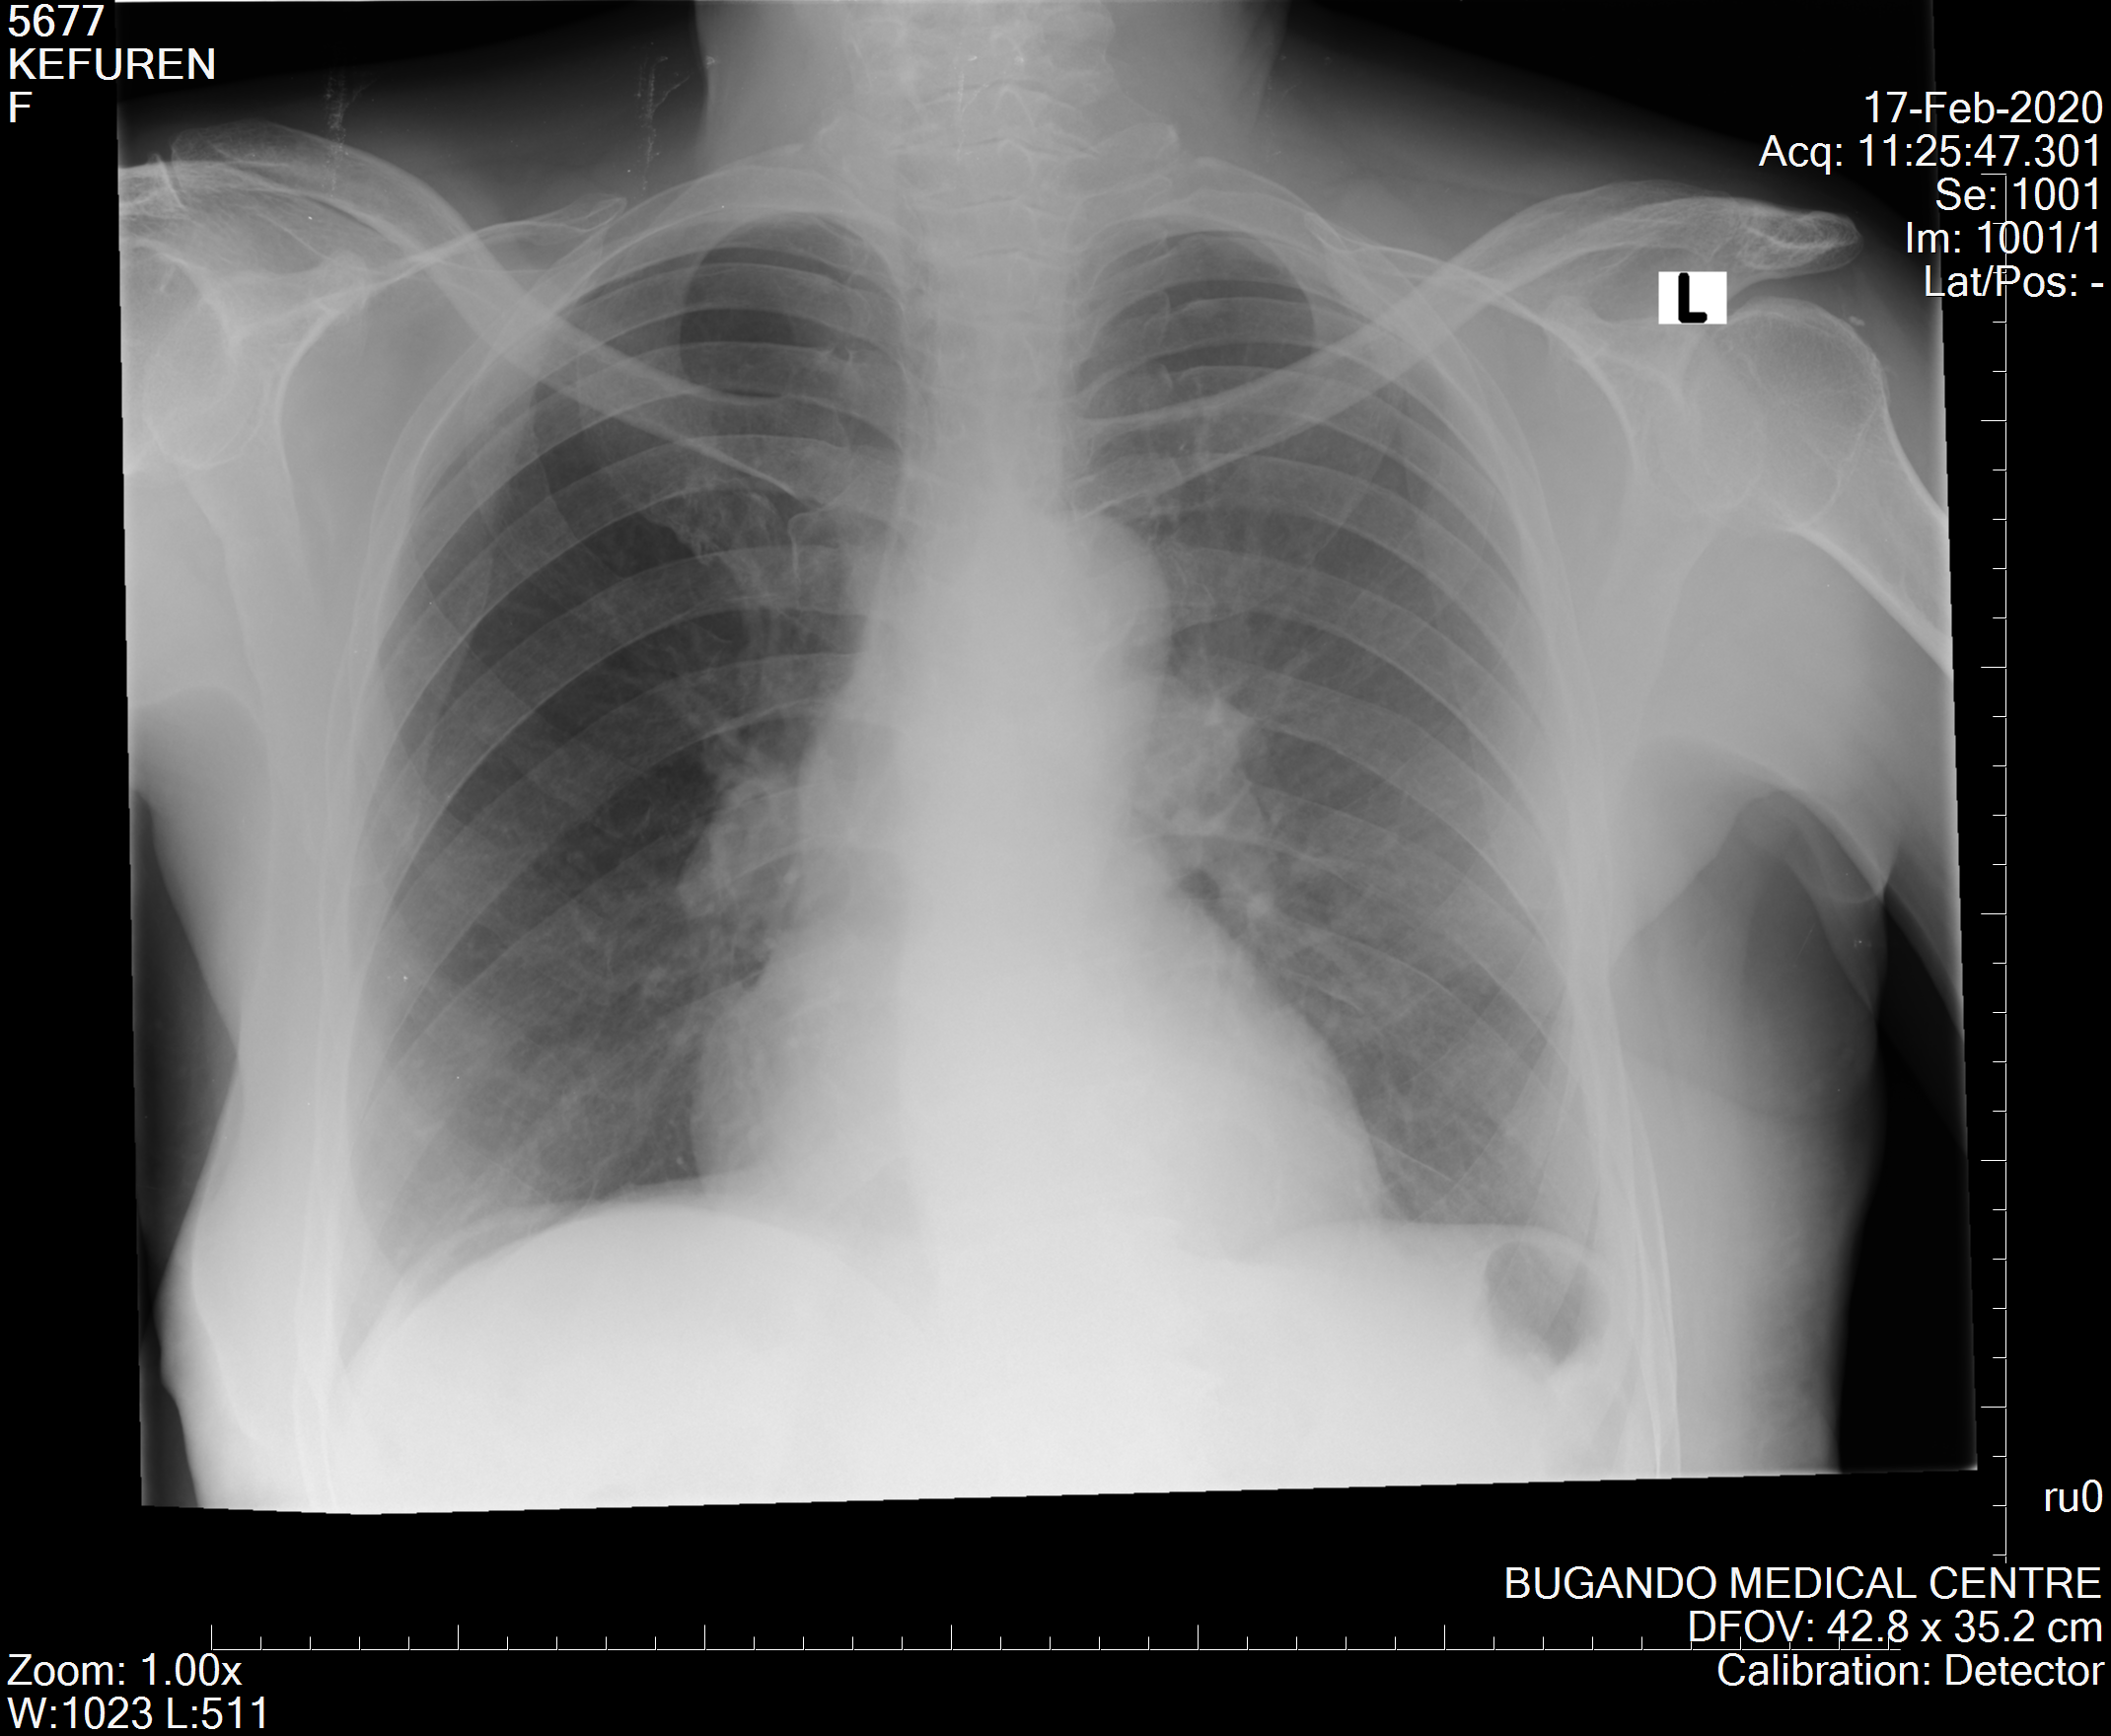 5677
KEFUREN
F
17-Feb-2020
Acq: 11:25:47.301
Se: 1001
Im: 1001/1
Lat/Pos: -
L
ru0
BUGANDO MEDICAL CENTRE
DFOV: 42.8 x 35.2 cm
Calibration: Detector
Zoom: 1.00x
W:1023 L:511